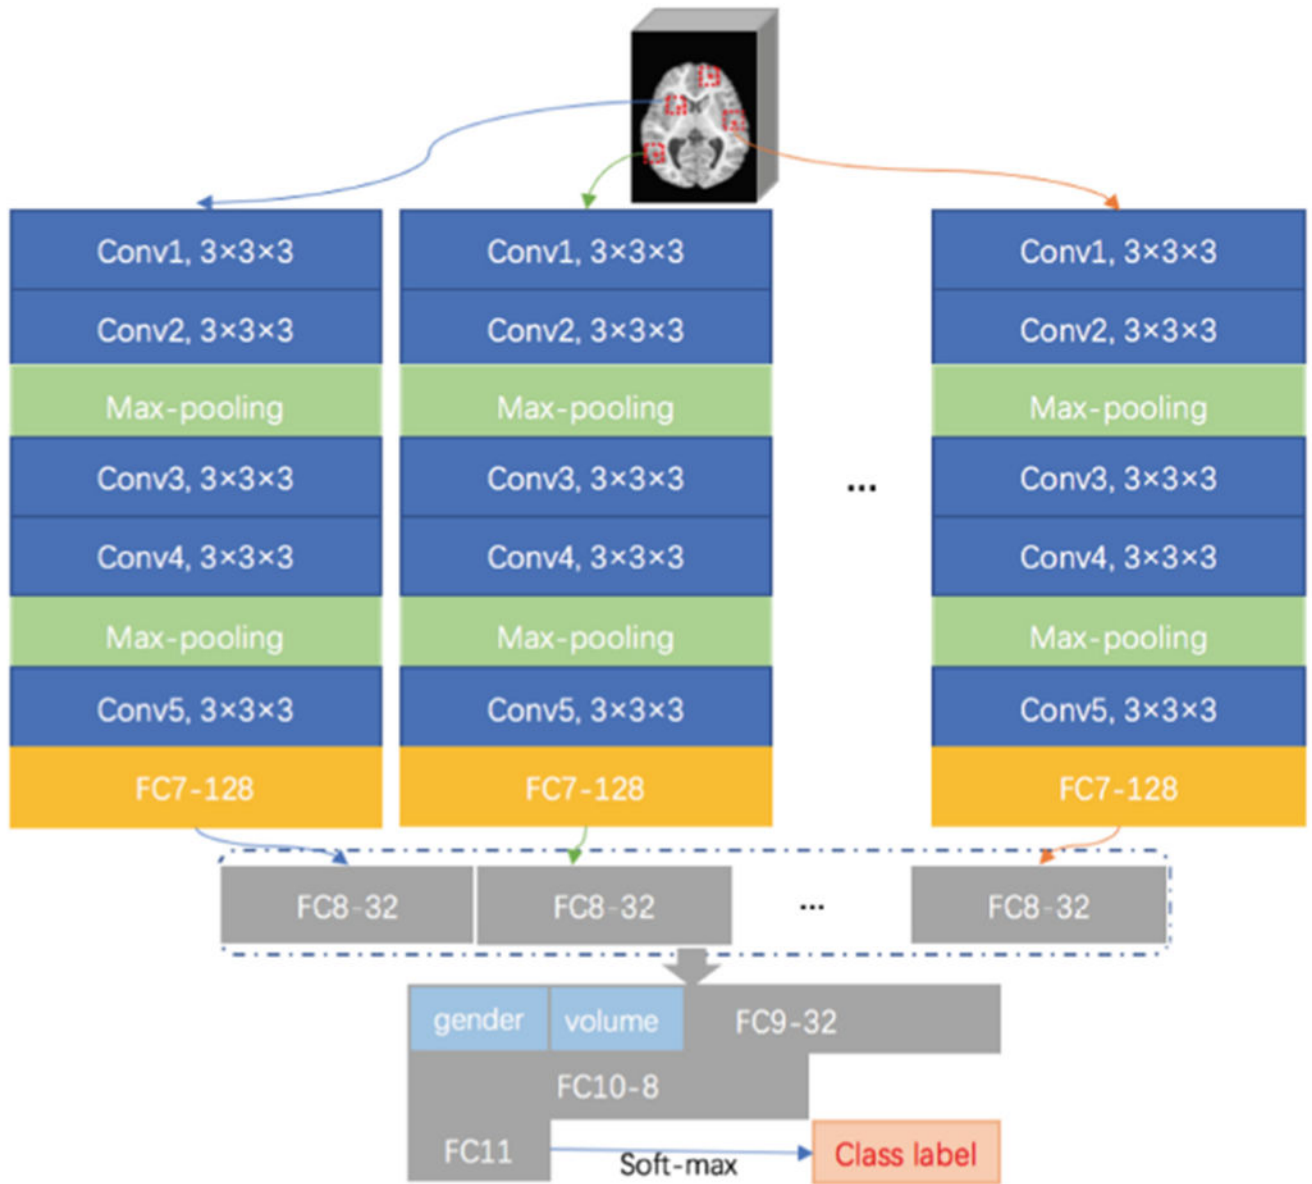 Conv1, 3×3×3 Conv1, 3×3×3 Conv1, 3×3×3
Conv2, 3×3×3 Conv2, 3×3×3 Conv2, 3×3×3
Max-pooling Max-pooling Max-pooling
Conv3, 3×3×3 Conv3, 3×3×3 ... Conv3, 3×3×3
Conv4, 3×3×3 Conv4, 3×3×3 Conv4, 3×3×3
Max-pooling Max-pooling Max-pooling
Conv5, 3×3×3 Conv5, 3×3×3 Conv5, 3×3×3
FC7-128 FC7-128 FC7-128
FC8-32 FC8-32 ... FC8-32
gender volume FC9-32
FC10-8
FC11 Soft-max Class label